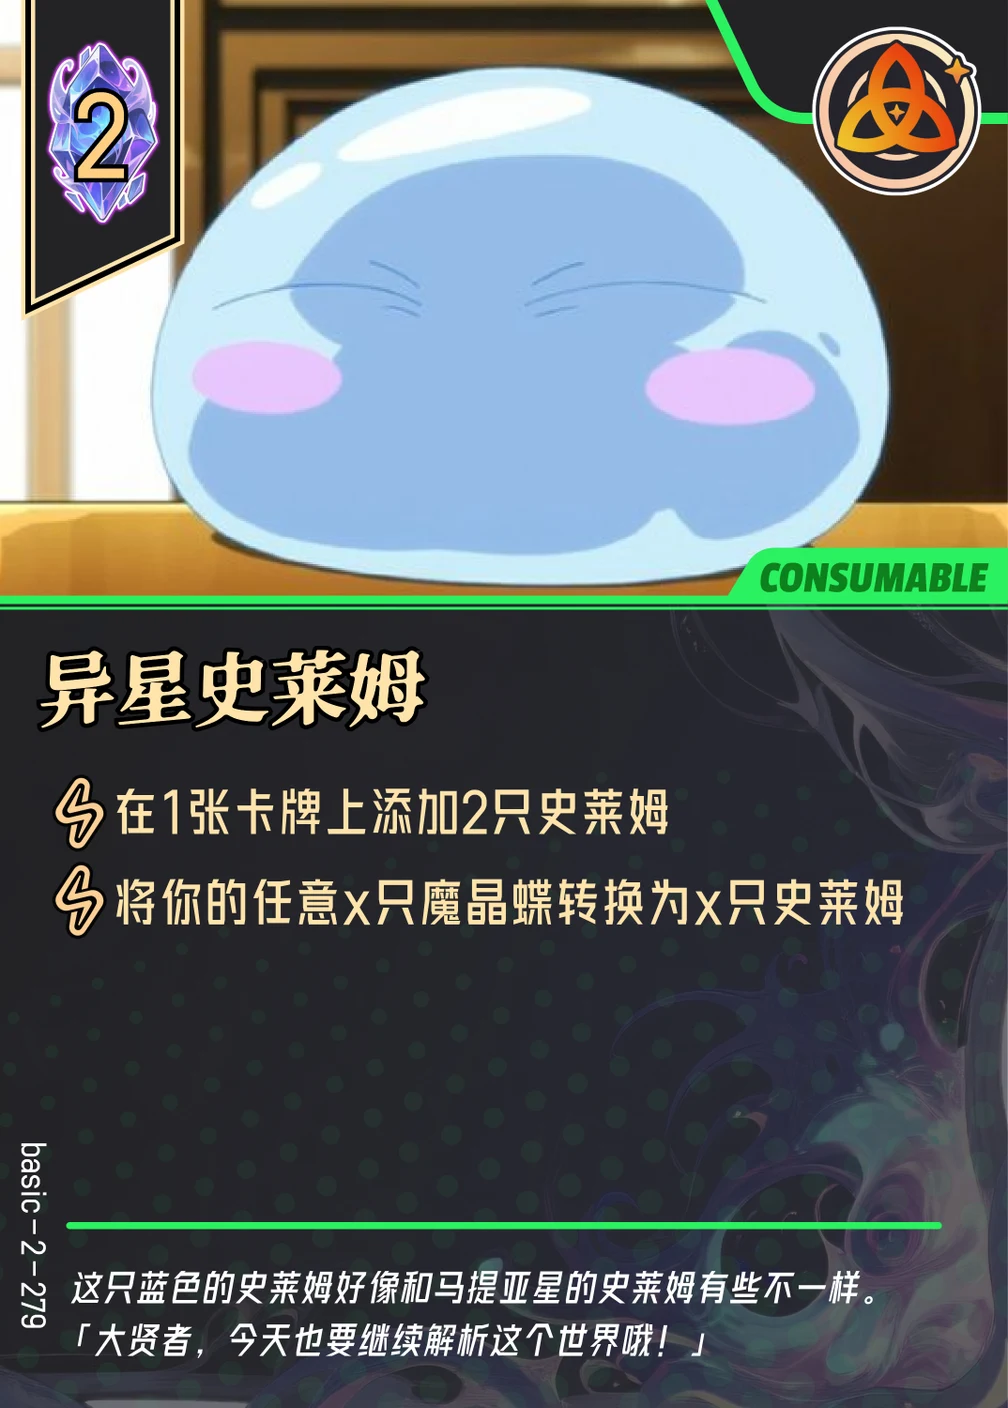 2
CONSUMABLE
异星史莱姆
在1张卡牌上添加2只史莱姆
将你的任意x只魔晶蝶转换为x只史莱姆
basic-2-279
这只蓝色的史莱姆好像和马提亚星的史莱姆有些不一样。
「大贤者，今天也要继续解析这个世界哦！」